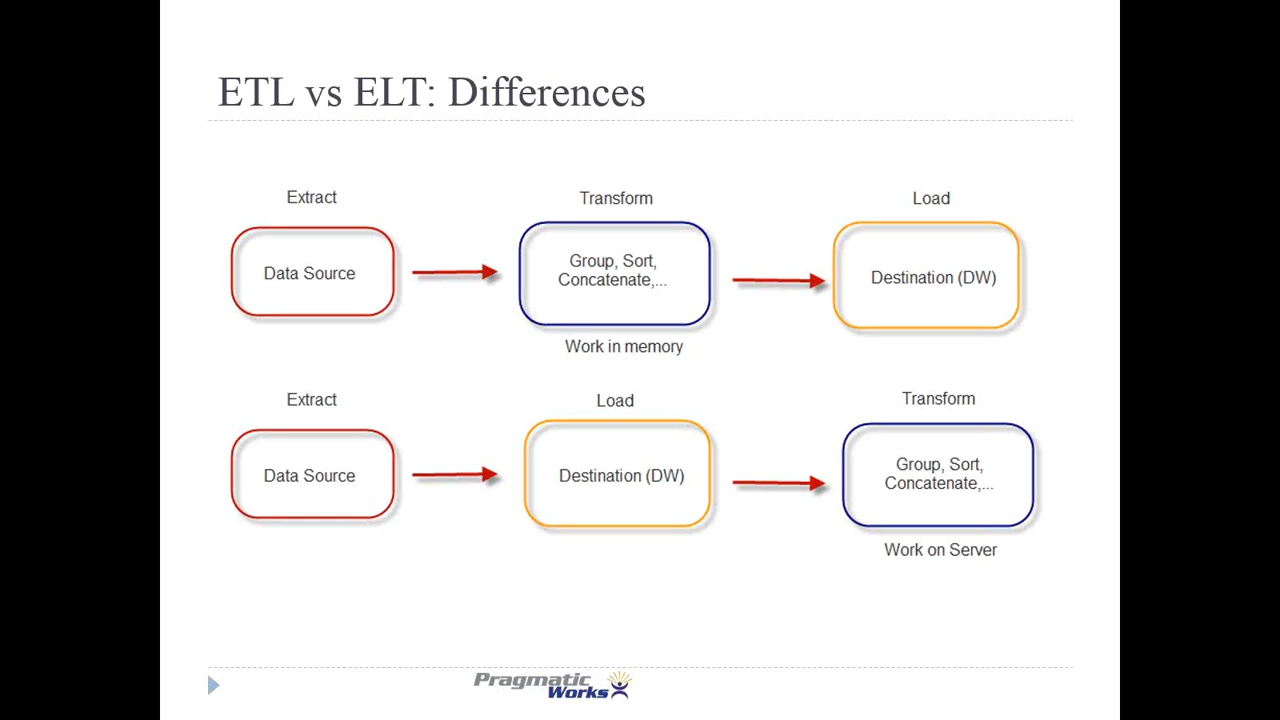 ETL vs ELT: Differences
Extract
Transform
Load
Data Source
Group, Sort,
Concatenate,...
Destination (DW)
Work in memory
Extract
Load
Transform
Data Source
Destination (DW)
Group, Sort,
Concatenate,...
Work on Server
Pragmatic
Works